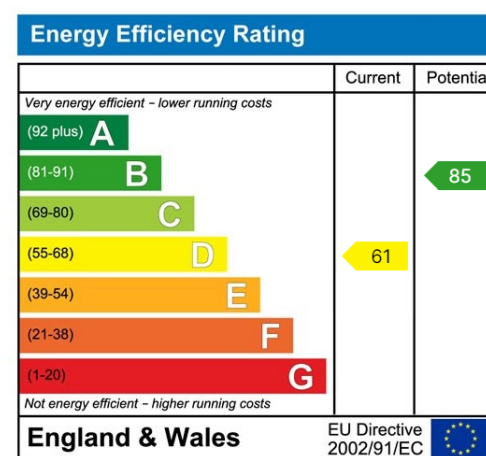 Energy Efficiency Rating
Current Potentia
Very energy efficient – lower running costs
(92 plus) A
(81-91) B
85
(69-80) C
(55-68) D
61
(39-54) E
(21-38) F
(1-20) G
Not energy efficient – higher running costs
England & Wales
EU Directive
2002/91/EC